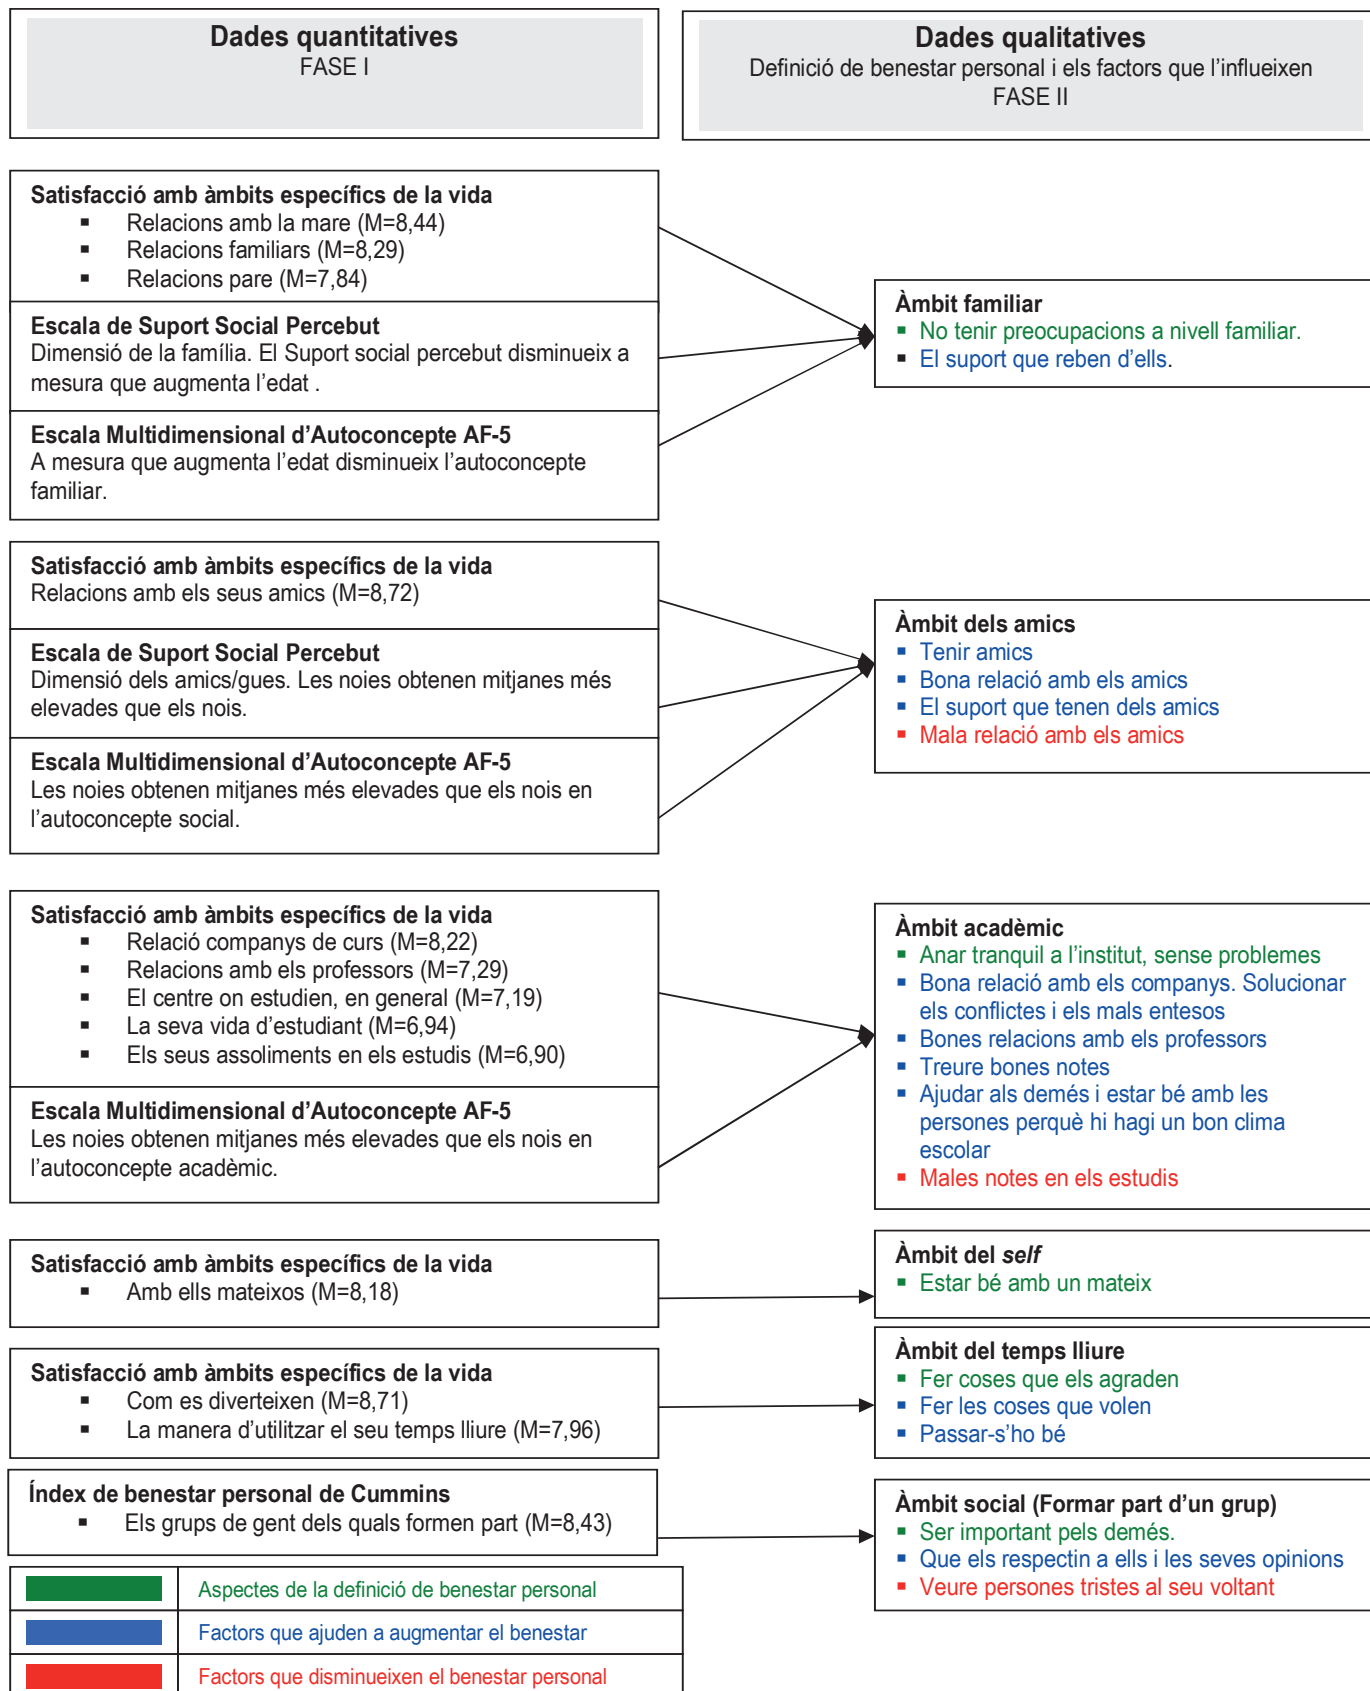 Dades quantitatives
FASE I
Dades qualitatives
Definició de benestar personal i els factors que l'influeixen
FASE II
Satisfacció amb àmbits específics de la vida
▪ Relacions amb la mare (M=8,44)
▪ Relacions familiars (M=8,29)
▪ Relacions pare (M=7,84)
Escala de Suport Social Percebut
Dimensió de la família. El Suport social percebut disminueix a
mesura que augmenta l'edat .
Escala Multidimensional d'Autoconcepte AF-5
A mesura que augmenta l'edat disminueix l'autoconcepte
familiar.
Àmbit familiar
▪ No tenir preocupacions a nivell familiar.
▪ El suport que reben d'ells.
Satisfacció amb àmbits específics de la vida
Relacions amb els seus amics (M=8,72)
Escala de Suport Social Percebut
Dimensió dels amics/gues. Les noies obtenen mitjanes més
elevades que els nois.
Escala Multidimensional d'Autoconcepte AF-5
Les noies obtenen mitjanes més elevades que els nois en
l'autoconcepte social.
Àmbit dels amics
▪ Tenir amics
▪ Bona relació amb els amics
▪ El suport que tenen dels amics
▪ Mala relació amb els amics
Satisfacció amb àmbits específics de la vida
▪ Relació companys de curs (M=8,22)
▪ Relacions amb els professors (M=7,29)
▪ El centre on estudien, en general (M=7,19)
▪ La seva vida d'estudiant (M=6,94)
▪ Els seus assoliments en els estudis (M=6,90)
Escala Multidimensional d'Autoconcepte AF-5
Les noies obtenen mitjanes més elevades que els nois en
l'autoconcepte acadèmic.
Àmbit acadèmic
▪ Anar tranquil a l'institut, sense problemes
▪ Bona relació amb els companys. Solucionar
els conflictes i els mals entesos
▪ Bones relacions amb els professors
▪ Treure bones notes
▪ Ajudar als demés i estar bé amb les
persones perquè hi hagi un bon clima
escolar
▪ Males notes en els estudis
Satisfacció amb àmbits específics de la vida
▪ Amb ells mateixos (M=8,18)
Àmbit del self
▪ Estar bé amb un mateix
Satisfacció amb àmbits específics de la vida
▪ Com es diverteixen (M=8,71)
▪ La manera d'utilitzar el seu temps lliure (M=7,96)
Àmbit del temps lliure
▪ Fer coses que els agraden
▪ Fer les coses que volen
▪ Passar-s'ho bé
Índex de benestar personal de Cummins
▪ Els grups de gent dels quals formen part (M=8,43)
Àmbit social (Formar part d'un grup)
▪ Ser important pels demés.
▪ Que els respectin a ells i les seves opinions
▪ Veure persones tristes al seu voltant
Aspectes de la definició de benestar personal
Factors que ajuden a augmentar el benestar
Factors que disminueixen el benestar personal